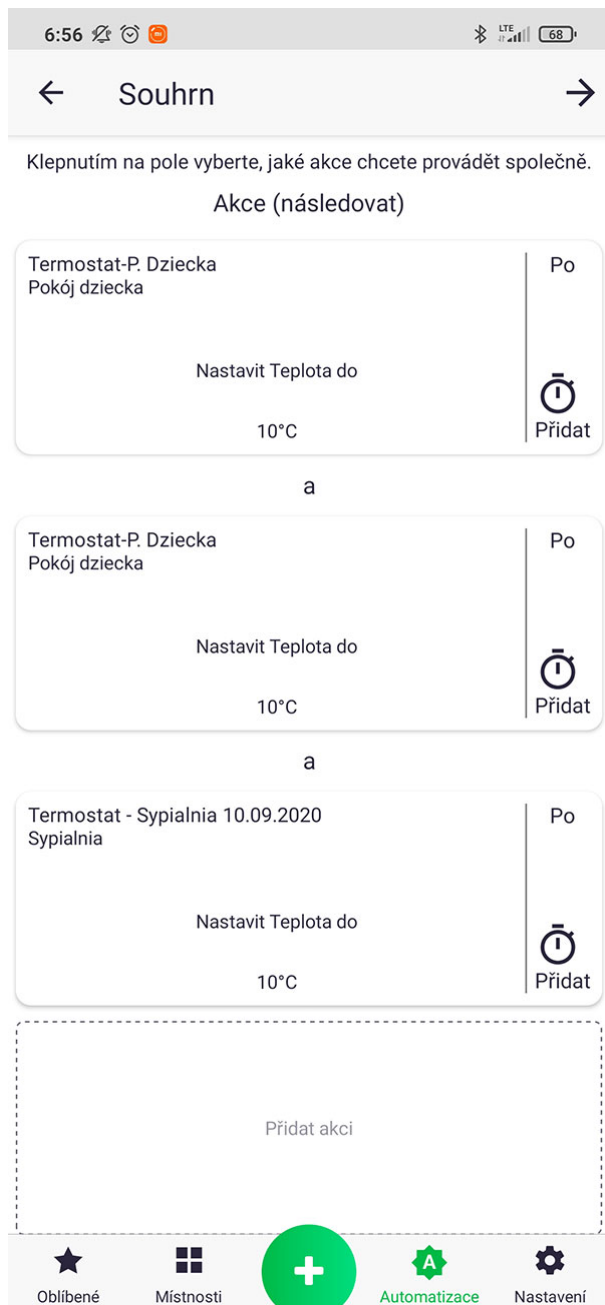 6:56
LTE
68
Souhrn
Klepnutím na pole vyberte, jaké akce chcete provádět společně.
Akce (následovat)
Termostat-P. Dziecka
Pokój dziecka
Po
Nastavit Teplota do
10°C
Přidat
a
Termostat-P. Dziecka
Pokój dziecka
Po
Nastavit Teplota do
10°C
Přidat
a
Termostat - Sypialnia 10.09.2020
Sypialnia
Po
Nastavit Teplota do
10°C
Přidat
Přidat akci
A
Oblíbené
Místnosti
Automatizace
Nastavení